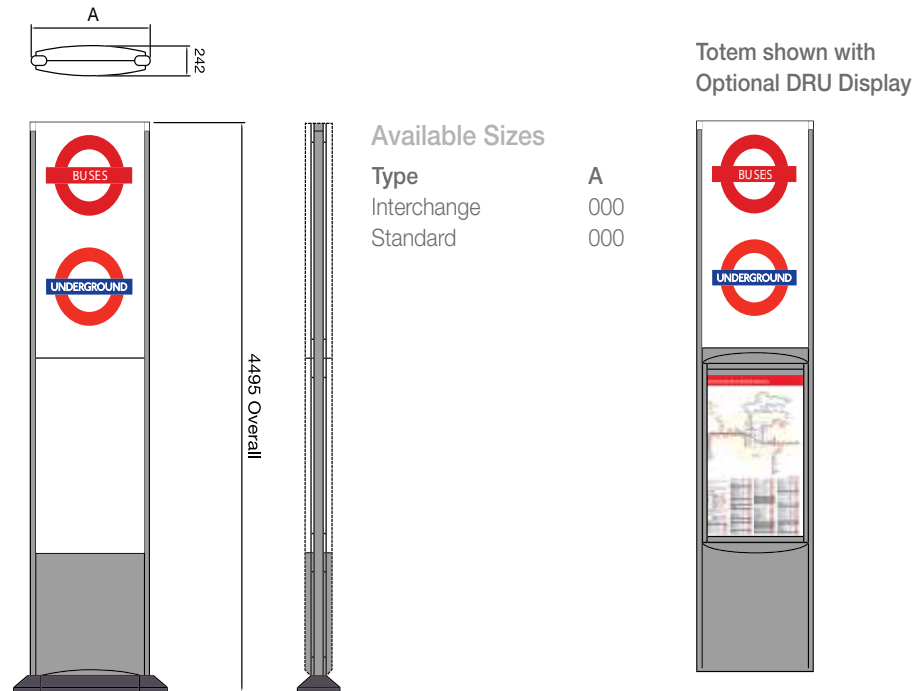 A
242
Totem shown with
Optional DRU Display
BUSES
UNDERGROUND
4495 Overall
Available Sizes
Type A
Interchange 000
Standard 000
BUSES
UNDERGROUND